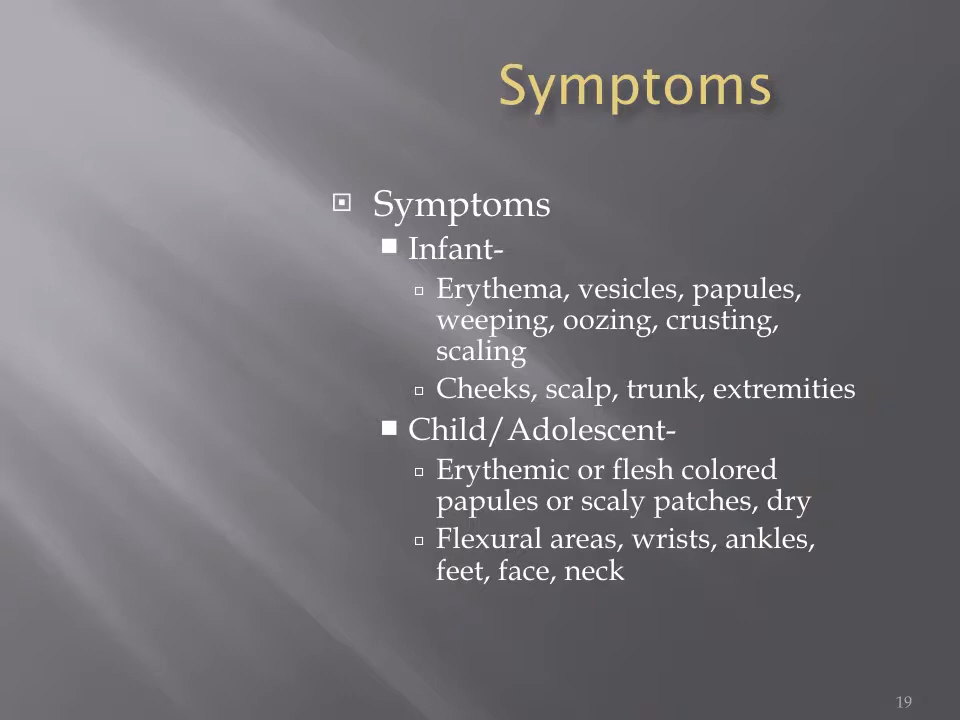 Symptoms
Symptoms
Infant-
Erythema, vesicles, papules,
weeping, oozing, crusting,
scaling
Cheeks, scalp, trunk, extremities
Child/Adolescent-
Erythemic or flesh colored
papules or scaly patches, dry
Flexural areas, wrists, ankles,
feet, face, neck
19